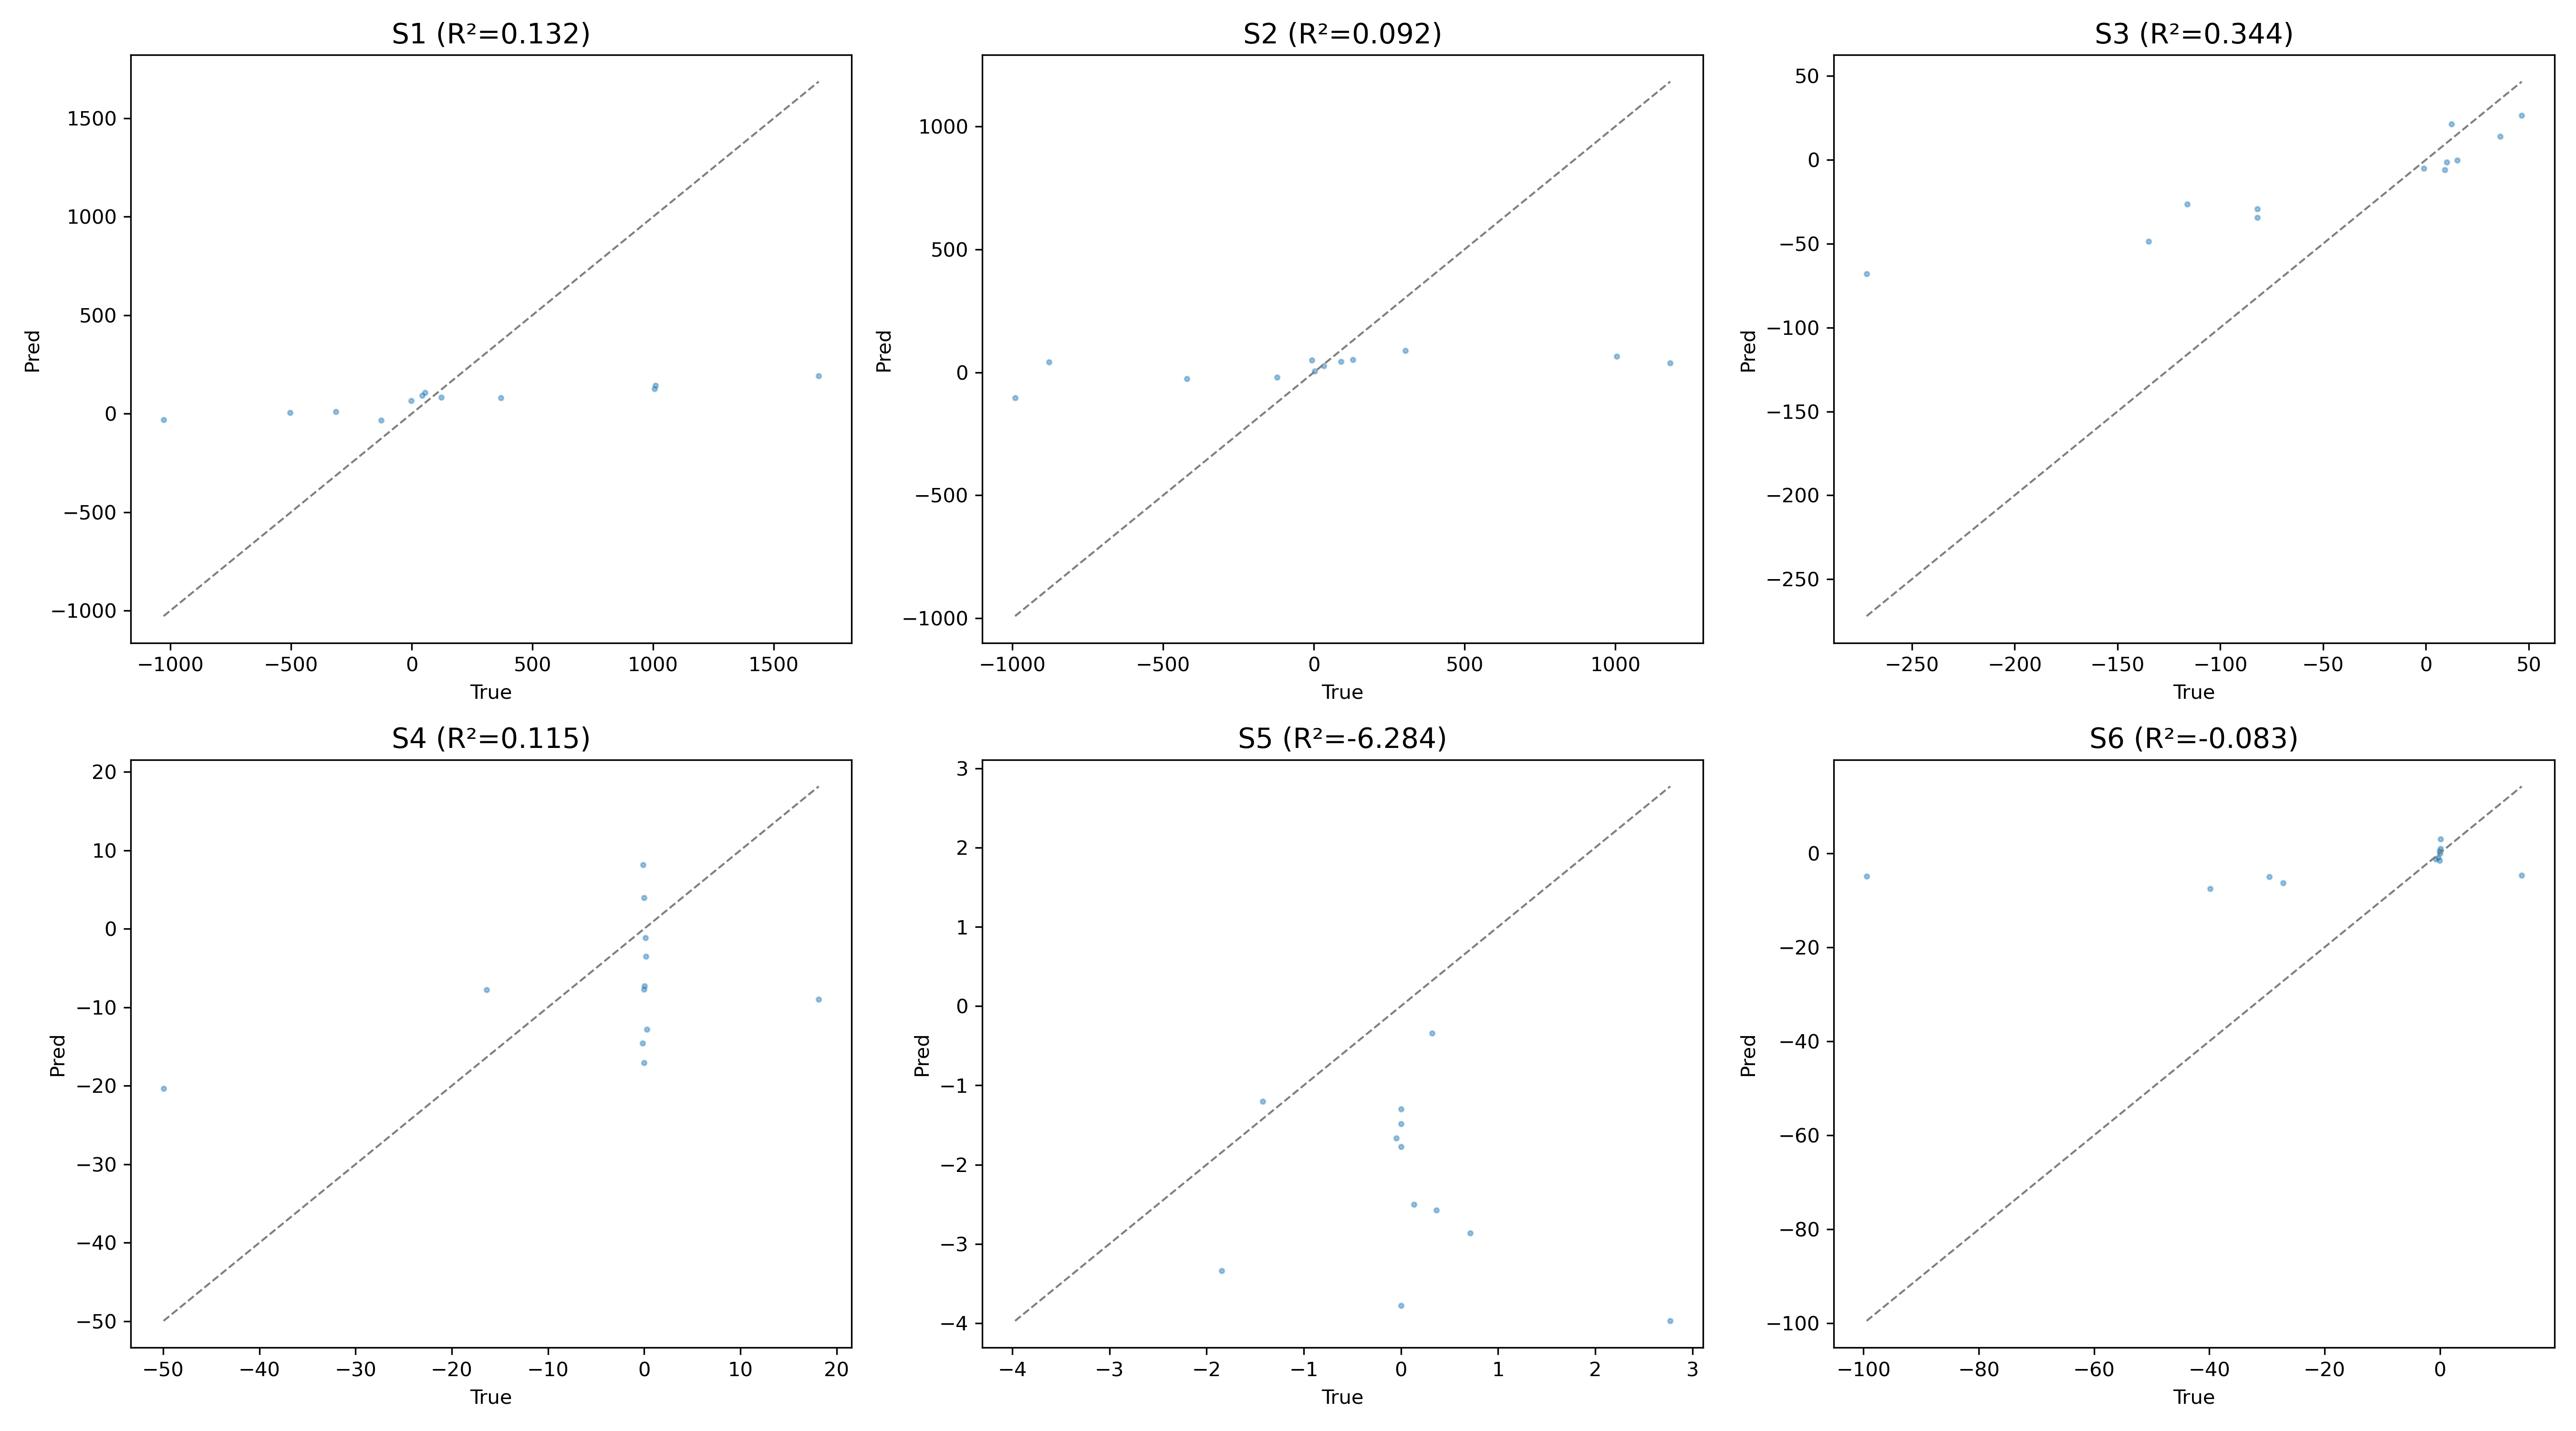 S1 (R²=0.132)
1500
1000
500
0
−500
−1000
Pred
−1000 −500 0 500 1000 1500
True
S2 (R²=0.092)
1000
500
0
−500
−1000
Pred
−1000 −500 0 500 1000
True
S3 (R²=0.344)
50
0
−50
−100
−150
−200
−250
Pred
−250 −200 −150 −100 −50 0 50
True
S4 (R²=0.115)
20
10
0
−10
−20
−30
−40
−50
Pred
−50 −40 −30 −20 −10 0 10 20
True
S5 (R²=-6.284)
3
2
1
0
−1
−2
−3
−4
Pred
−4 −3 −2 −1 0 1 2 3
True
S6 (R²=-0.083)
0
−20
−40
−60
−80
−100
Pred
−100 −80 −60 −40 −20 0
True